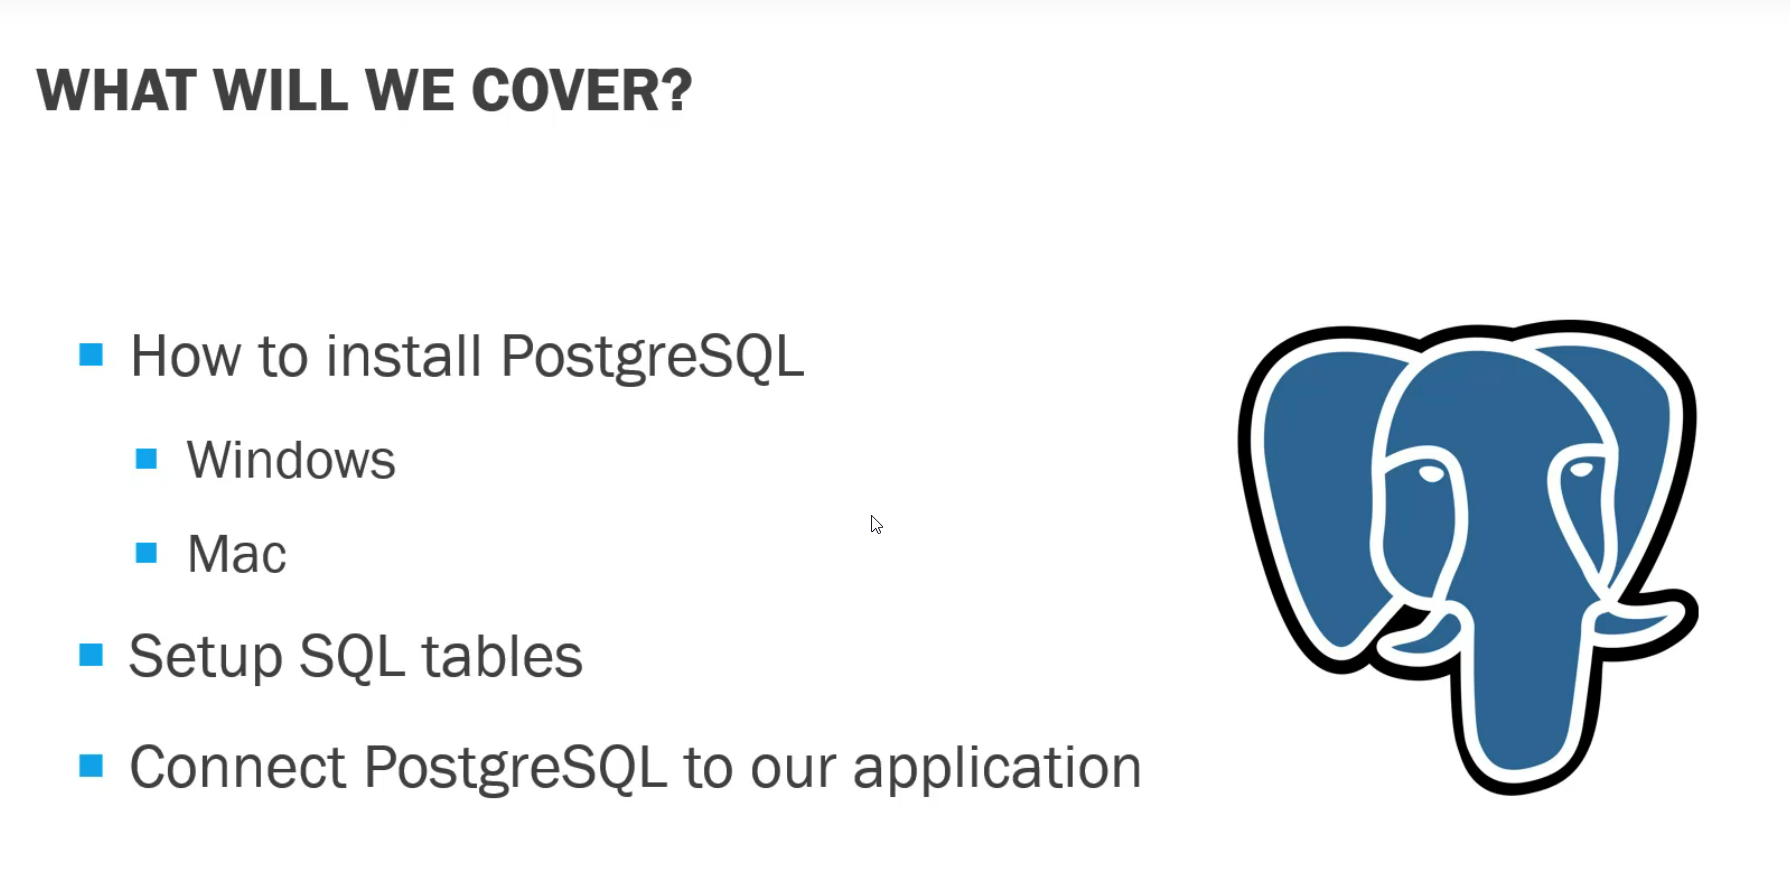 WHAT WILL WE COVER?
How to install PostgreSQL
Windows
Mac
Setup SQL tables
Connect PostgreSQL to our application